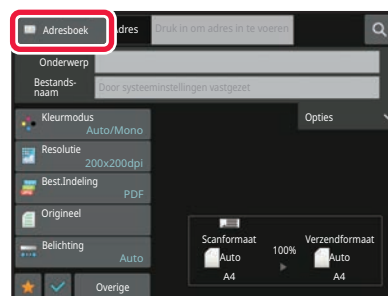 Adresboek
dres
Druk in om adres in te voeren
Onderwerp
Bestands-
naam
Door systeeminstellingen vastgezet
Kleurmodus
Auto/Mono
Opties
Resolutie
200x200dpi
Best.Indeling
PDF
Origineel
Belichting
Auto
Scanformaat
Auto
A4
100%
Verzendformaat
Auto
A4
Overige